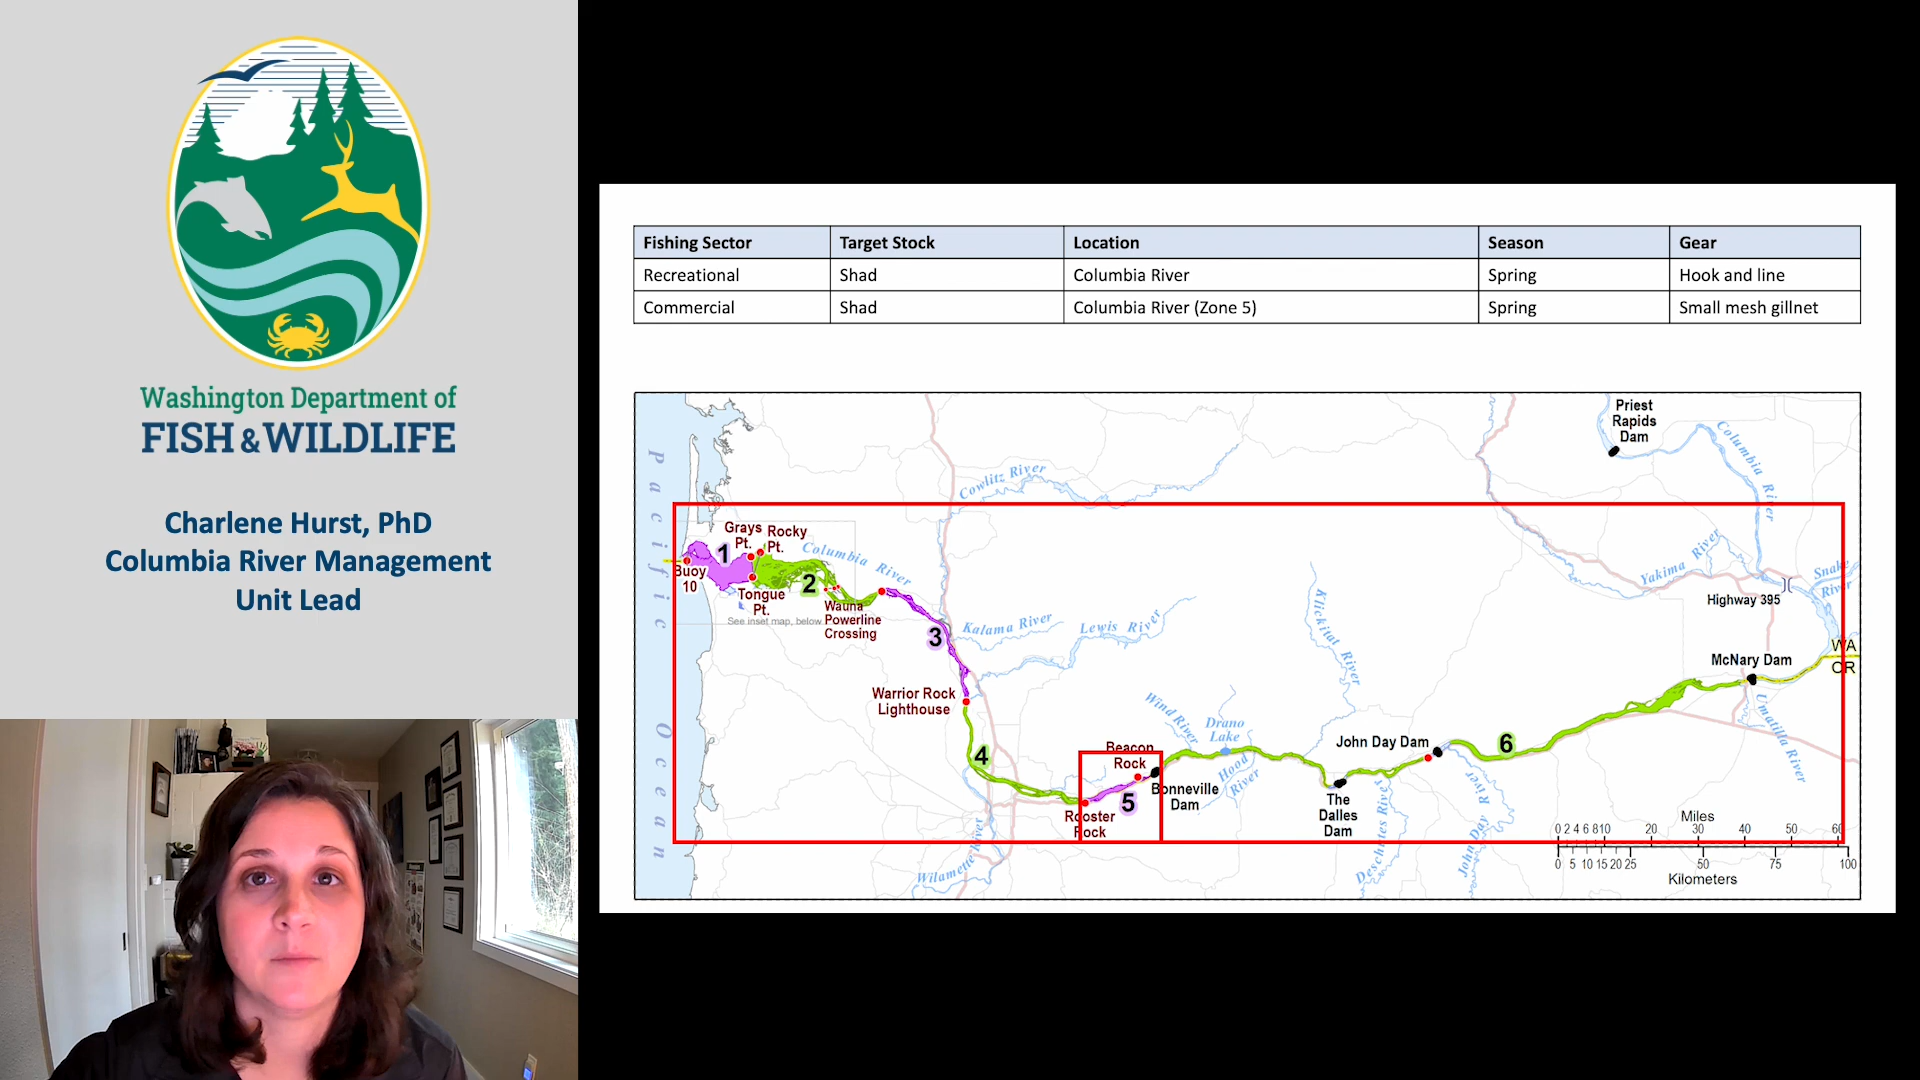 Washington Department of
FISH & WILDLIFE
Charlene Hurst, PhD
Columbia River Management
Unit Lead
Fishing Sector Target Stock Location Season Gear
Recreational Shad Columbia River Spring Hook and line
Commercial Shad Columbia River (Zone 5) Spring Small mesh gillnet
Pacific Ocean
Priest
Rapids
Dam
Columbia River
Cowlitz River
Grays
Pt.
Rocky
Pt.
1
Buoy
10
Tongue
Pt.
2
Columbia River
See inset map, below
Wauna
Powerline
Crossing
3
Kalama River
Lewis River
Klickitat River
Yakima River
Snake
River
Highway 395
WA
OR
McNary Dam
Umatilla River
Warrior Rock
Lighthouse
4
Wind River
Drano
Lake
Hood
River
Beacon
Rock
5
Bonneville
Dam
Rooster
Rock
John Day Dam
6
The
Dalles
Dam
Deschutes River
John Day River
Wilamette River
Miles
0 2 4 6 8 10 20 30 40 50 60
0 5 10 15 20 25 50 75 100
Kilometers